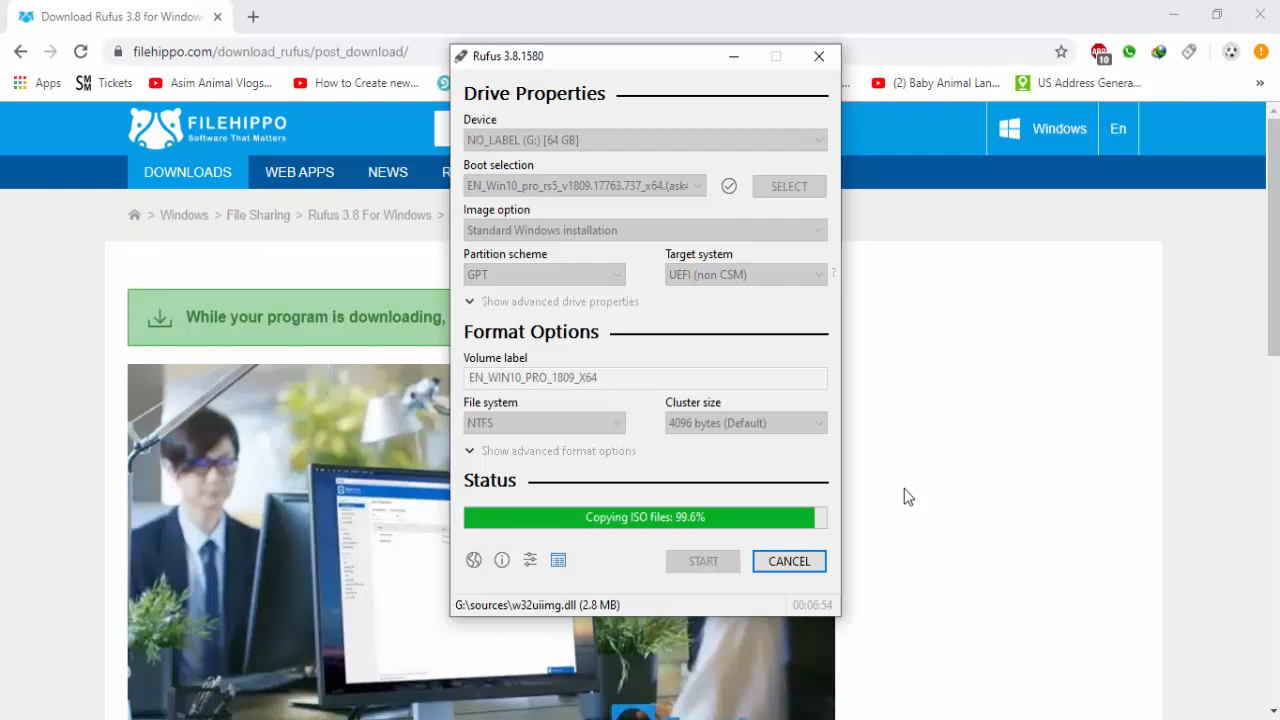 Download Rufus 3.8 for Window
filehippo.com/download_rufus/post_download/
10
Apps
Tickets
Asim Animal Vlogs...
How to Create new...
(2) Baby Animal Lan...
US Address Genera...
»
FILEHIPPO
Software That Matters
Windows
En
DOWNLOADS
WEB APPS
NEWS
R
> Windows > File Sharing > Rufus 3.8 For Windows >
While your program is downloading,
Rufus 3.8.1580
Drive Properties
Device
NO_LABEL (G:) [64 GB]
Boot selection
EN_Win10_pro_rs5_v1809.17763.737_x64.(ask4
SELECT
Image option
Standard Windows installation
Partition scheme
Target system
GPT
UEFI (non CSM)
?
Show advanced drive properties
Format Options
Volume label
EN_WIN10_PRO_1809_X64
File system
Cluster size
NTFS
4096 bytes (Default)
Show advanced format options
Status
Copying ISO files: 99.6%
START
CANCEL
G:\sources\w32uiimg.dll (2.8 MB)
00:06:54